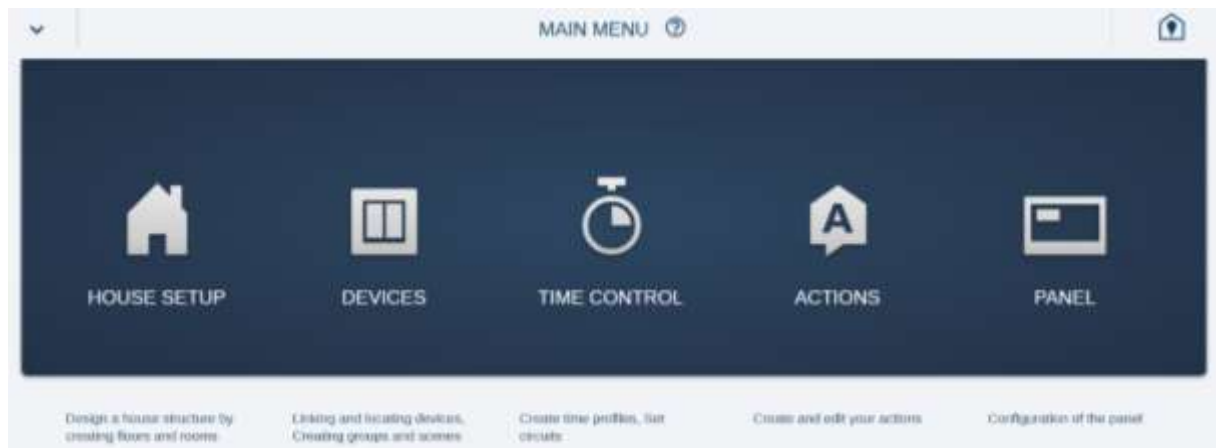 MAIN MENU
HOUSE SETUP
DEVICES
TIME CONTROL
A
ACTIONS
PANEL
Design a house structure by
creating floors and rooms
Linking and locating devices,
Creating groups and scenes
Create time profiles, Set
circuits
Create and edit your actions
Configuration of the panel